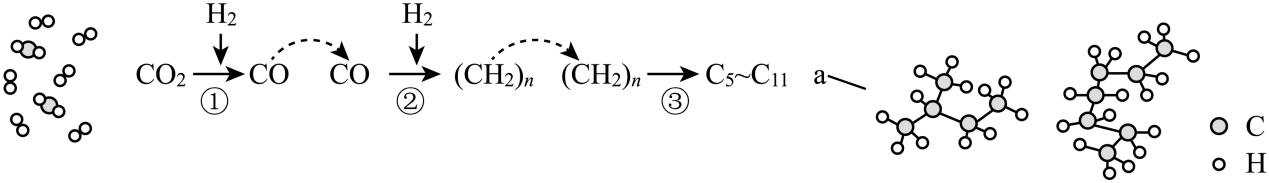 H₂ H₂
CO₂ CO CO (CH₂)ₙ (CH₂)ₙ C₅~C₁₁ a
① ② ③
C
H